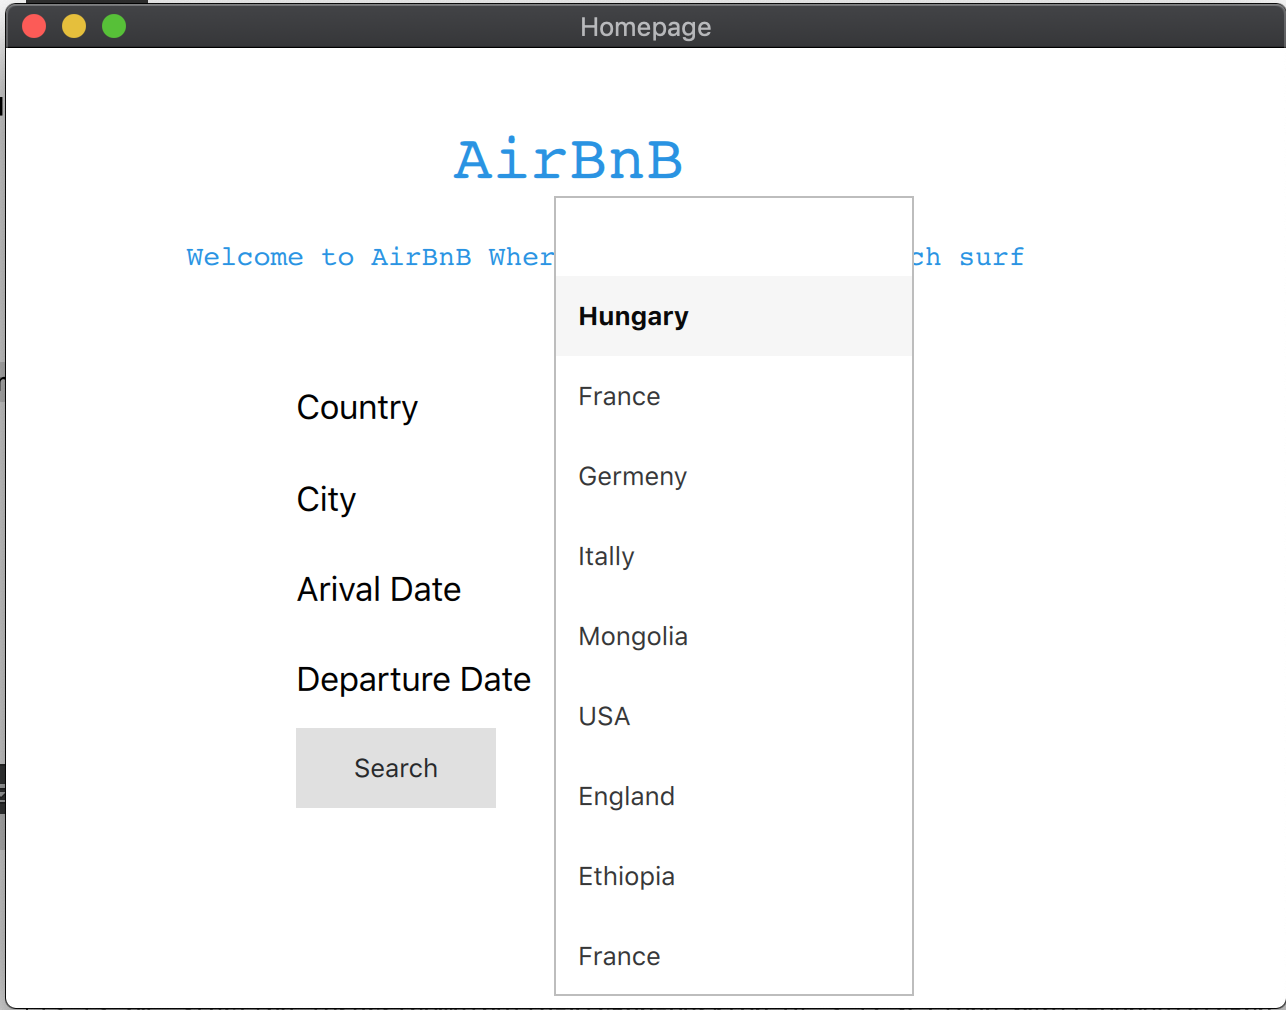 Homepage
AirBnB
Welcome to AirBnB Wher ch surf
Hungary
France
Country
Germeny
City
Itally
Arival Date
Mongolia
Departure Date
USA
Search
England
Ethiopia
France